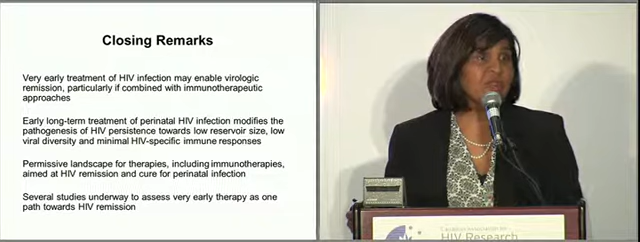 Closing Remarks
Very early treatment of HIV infection may enable virologic
remission, particularly if combined with immunotherapeutic
approaches
Early long-term treatment of perinatal HIV infection modifies the
pathogenesis of HIV persistence towards low reservoir size, low
viral diversity and minimal HIV-specific immune responses
Permissive landscape for therapies, including immunotherapies,
aimed at HIV remission and cure for perinatal infection
Several studies underway to assess very early therapy as one
path towards HIV remission
HIV Research